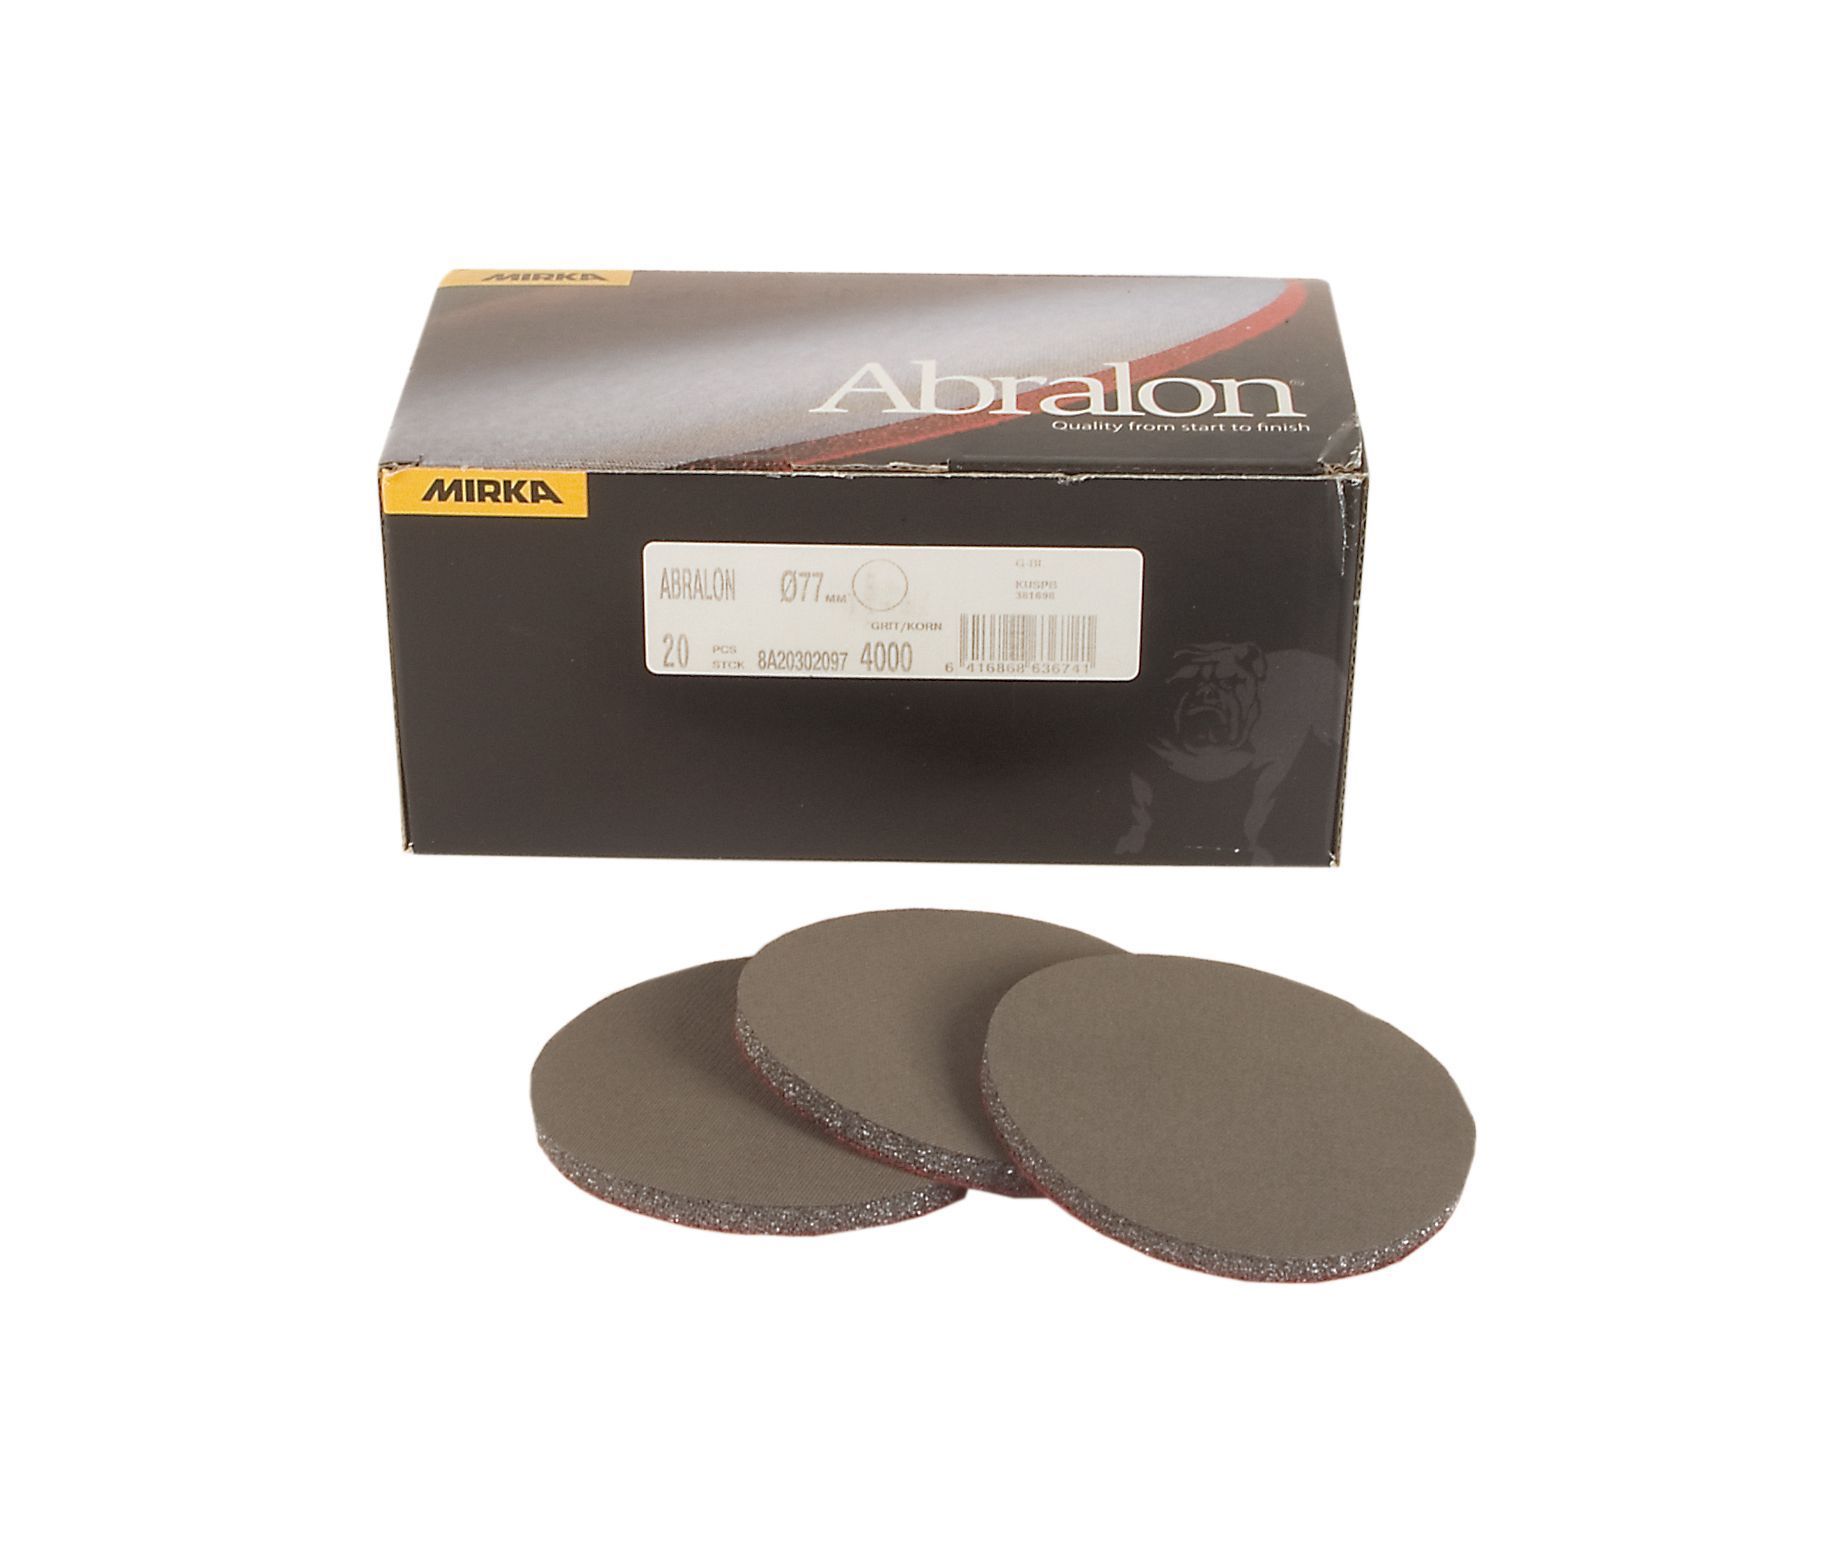 MIRKA
Abralon
Quality from start to finish
MIRKA
ABRALON Ø77 MM
G-BL
KUSPB
381898
GRIT/KORN
20 PCS
STCK 8A20302097 4000
6 416868 636741